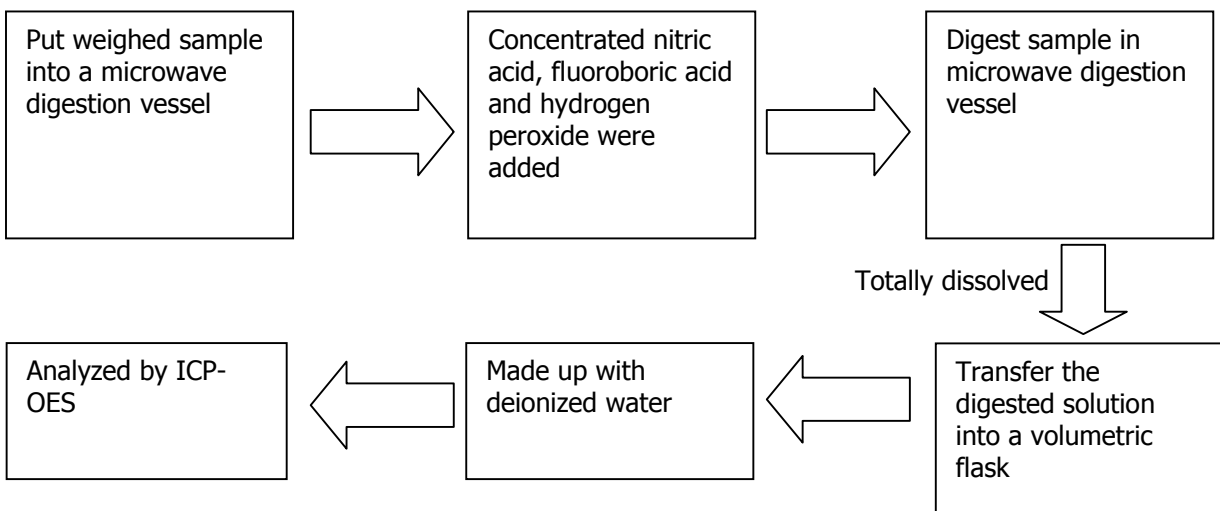 Put weighed sample
into a microwave
digestion vessel
Concentrated nitric
acid, fluoroboric acid
and hydrogen
peroxide were
added
Digest sample in
microwave digestion
vessel
Totally dissolved
Transfer the
digested solution
into a volumetric
flask
Made up with
deionized water
Analyzed by ICP-
OES